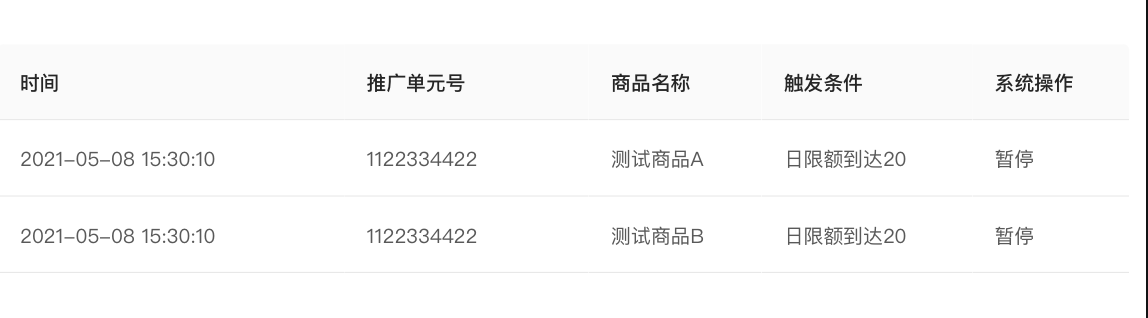 时间 推广单元号 商品名称 触发条件 系统操作
2021-05-08 15:30:10 1122334422 测试商品A 日限额到达20 暂停
2021-05-08 15:30:10 1122334422 测试商品B 日限额到达20 暂停